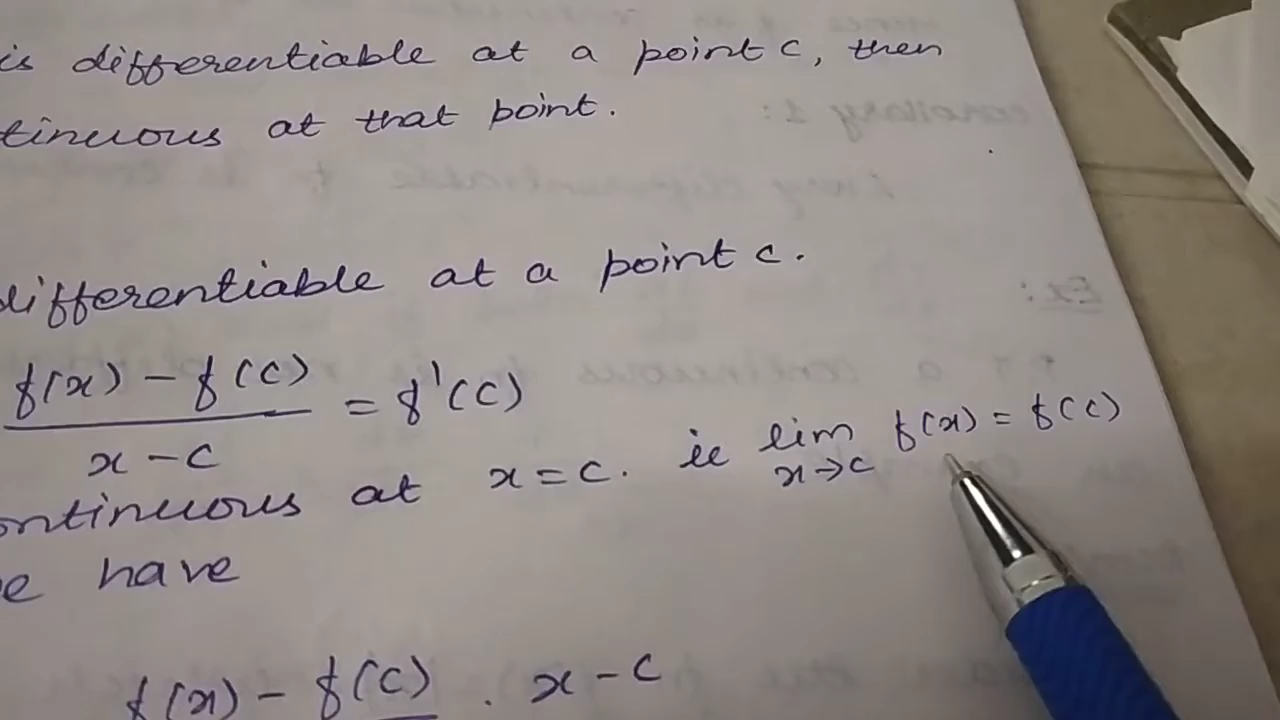 is differentiable at a point c, then
tinuous at that point.
differentiable at a point c.
f(x) - f(c)
x - c
= f'(c)
ontinuous at x = c. ie lim x→c f(x) = f(c)
e have
f(x) - f(c) . x - c